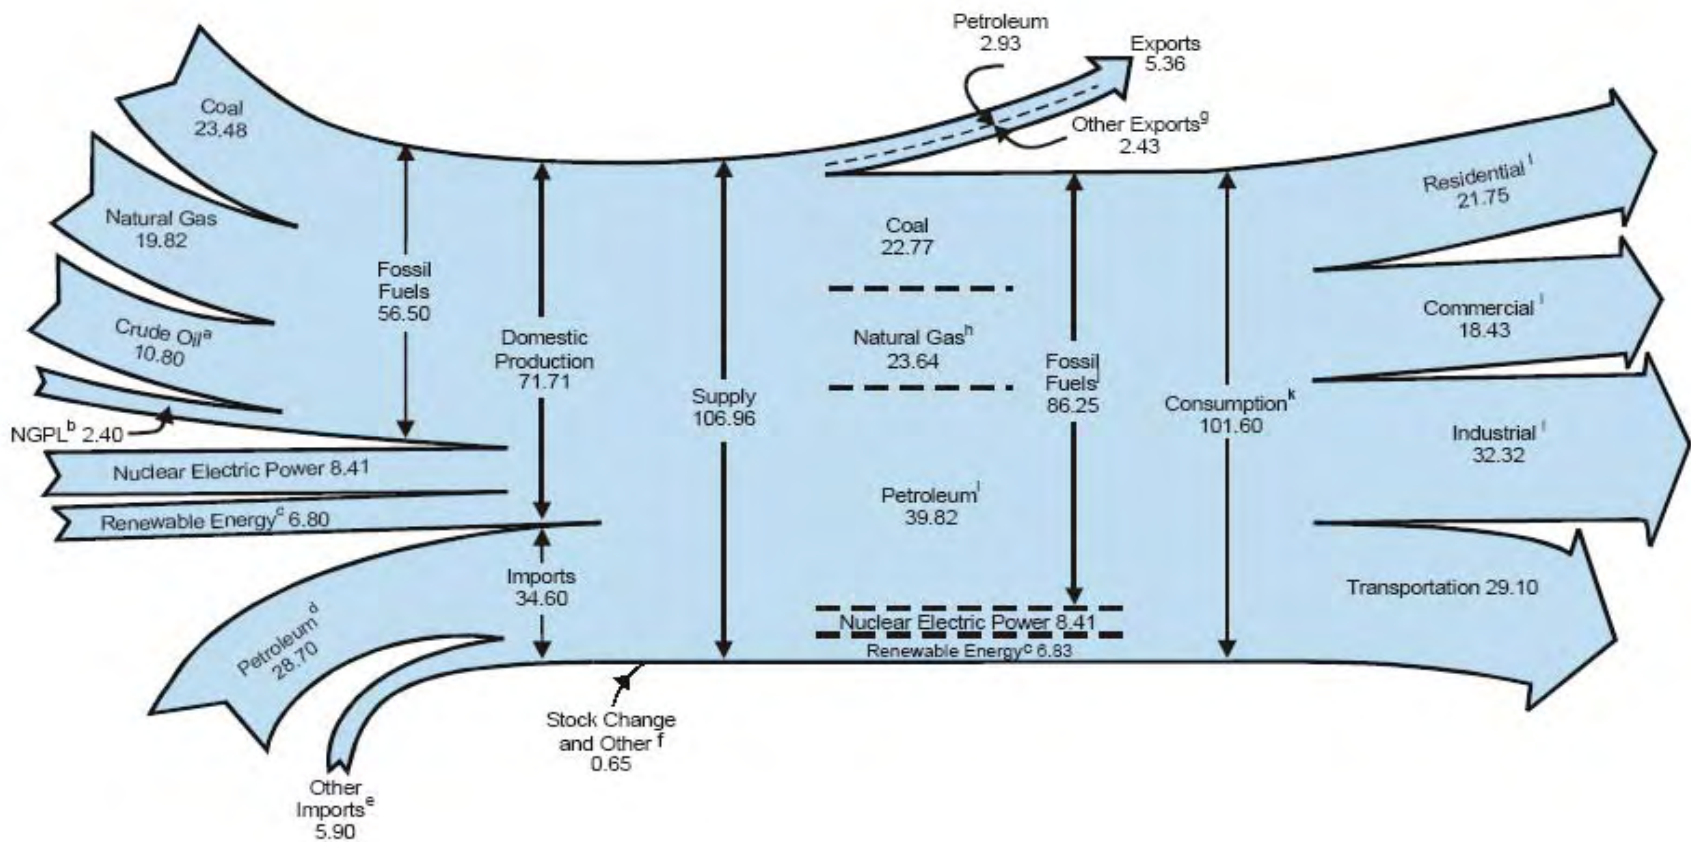 Petroleum
2.93
Exports
5.36
Coal
23.48
Other Exports^g
2.43
Residential^l
21.75
Natural Gas
19.82
Coal
22.77
Fossil
Fuels
56.50
Crude Oil^a
10.80
Domestic
Production
71.71
Natural Gas^h
23.64
Fossil
Fuels^j
86.25
Commercial^l
18.43
Supply
106.96
Consumption^k
101.60
NGPL^b 2.40
Industrial^l
32.32
Nuclear Electric Power 8.41
Renewable Energy^c 6.80
Petroleum^i
39.82
Imports
34.60
Transportation 29.10
Nuclear Electric Power 8.41
Renewable Energy^c 6.83
Petroleum^d
28.70
Stock Change
and Other^f
0.65
Other
Imports^e
5.90